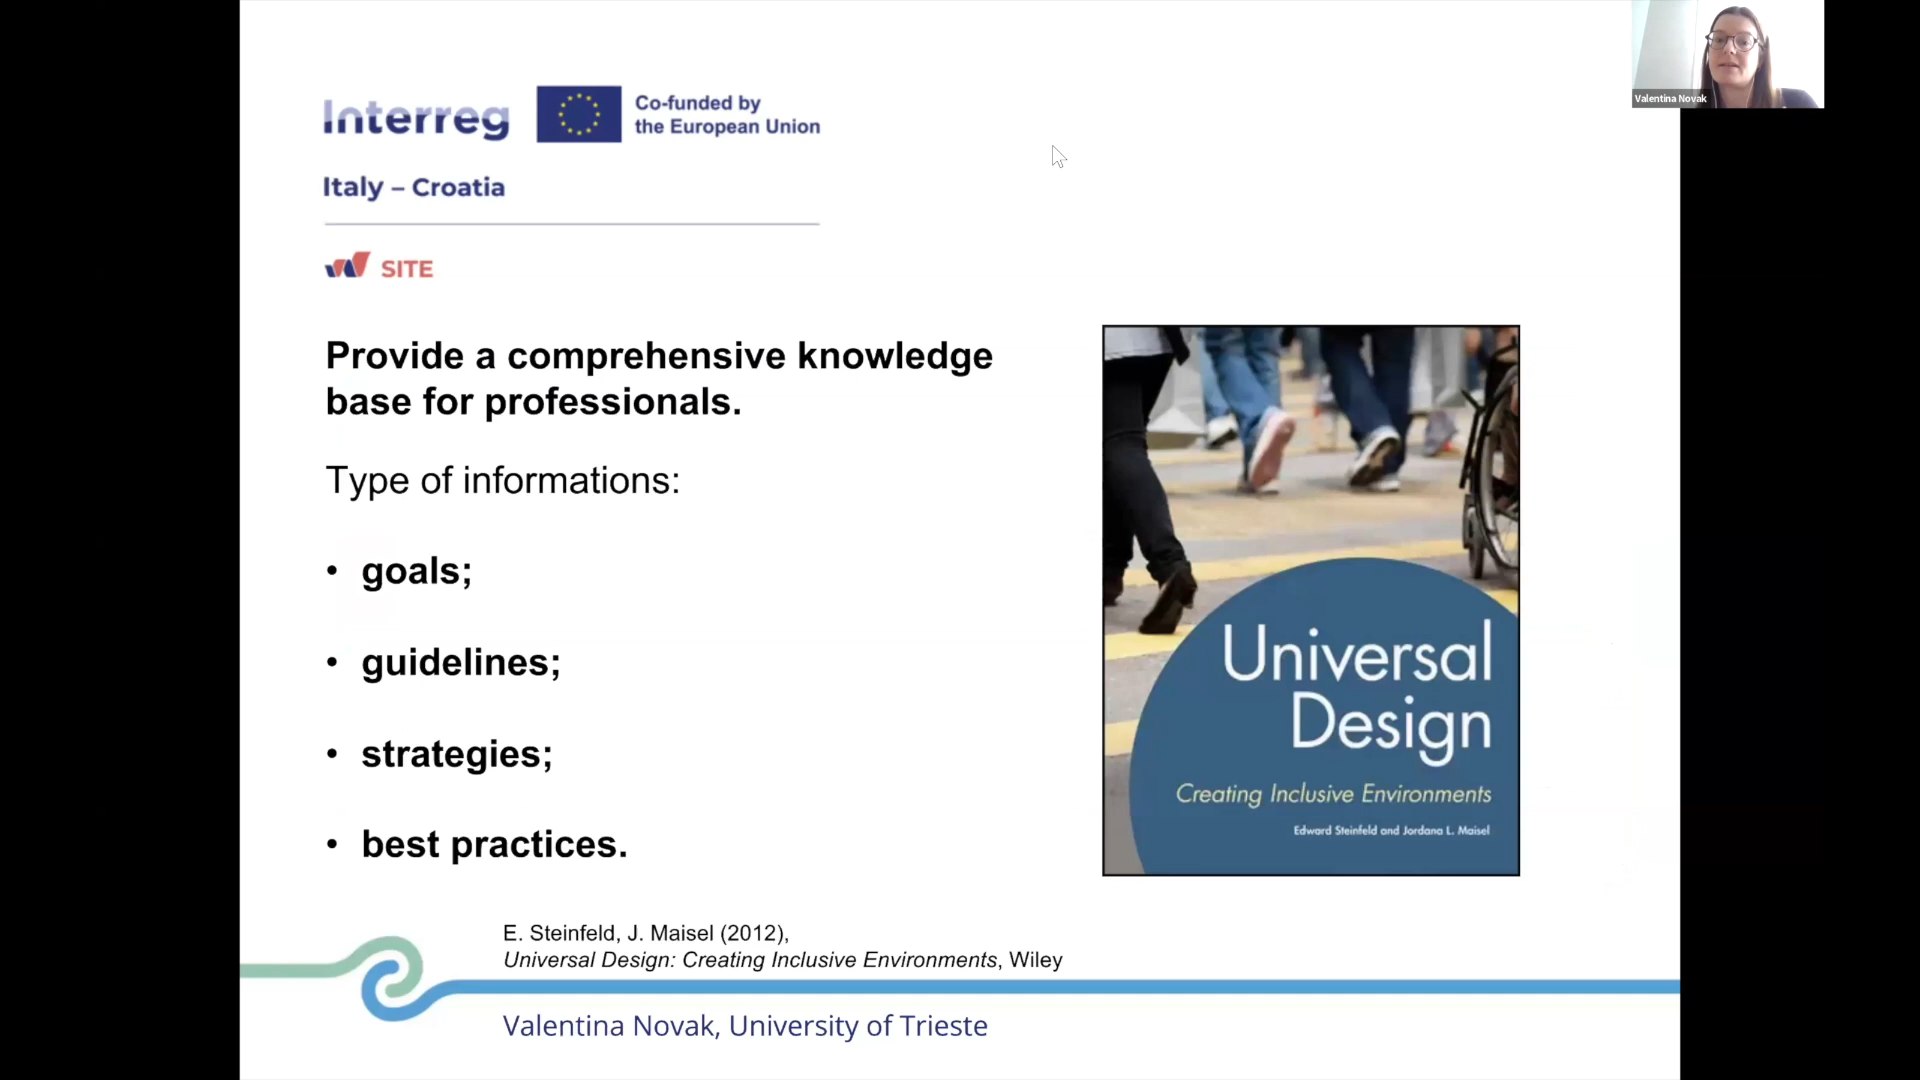 Valentina Novak
Interreg
Co-funded by
the European Union
Italy – Croatia
SITE
Provide a comprehensive knowledge
base for professionals.
Type of informations:
• goals;
• guidelines;
• strategies;
• best practices.
Universal
Design
Creating Inclusive Environments
Edward Steinfeld and Jordana L. Maisel
E. Steinfeld, J. Maisel (2012),
Universal Design: Creating Inclusive Environments, Wiley
Valentina Novak, University of Trieste